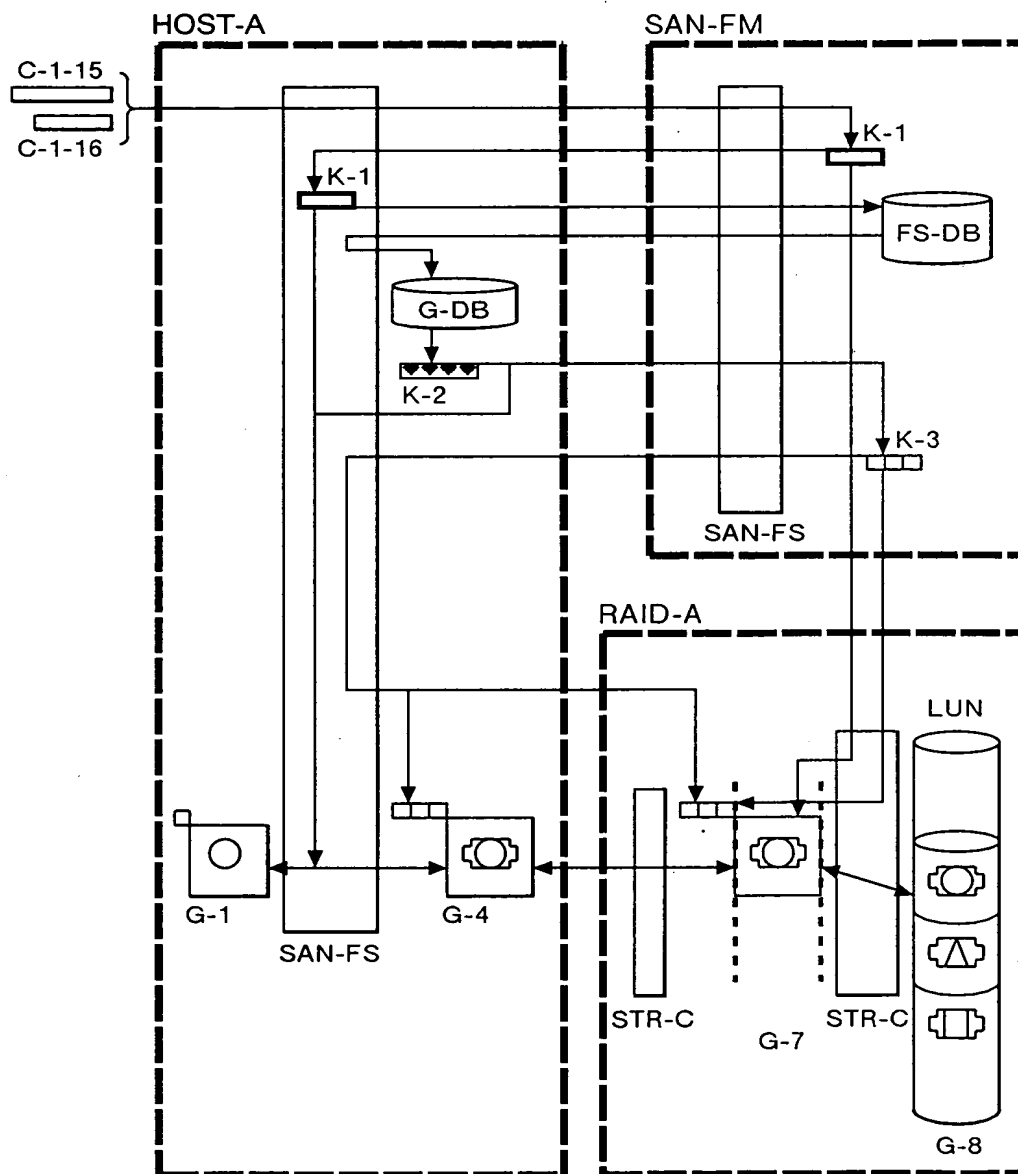 HOST-A
SAN-FM
C-1-15
C-1-16
K-1
K-1
FS-DB
G-DB
K-2
K-3
SAN-FS
RAID-A
LUN
G-1
G-4
SAN-FS
STR-C
G-7
STR-C
G-8